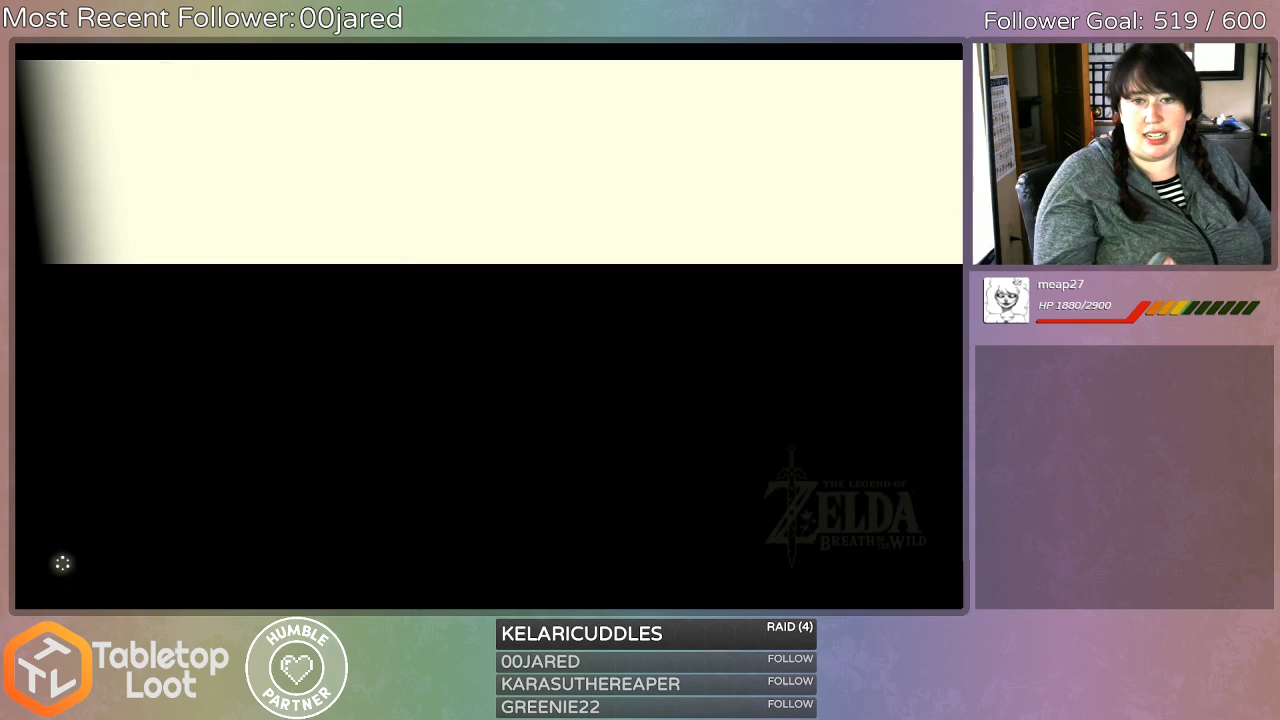 Most Recent Follower: 00jared
Follower Goal: 519 / 600
meap27
HP 1880/2900
THE LEGEND OF
ZELDA
BREATH OF THE WILD
Tabletop
Loot
HUMBLE
PARTNER
KELARICUDDLES RAID (4)
00JARED FOLLOW
KARASUTHEREAPER FOLLOW
GREENIE22 FOLLOW